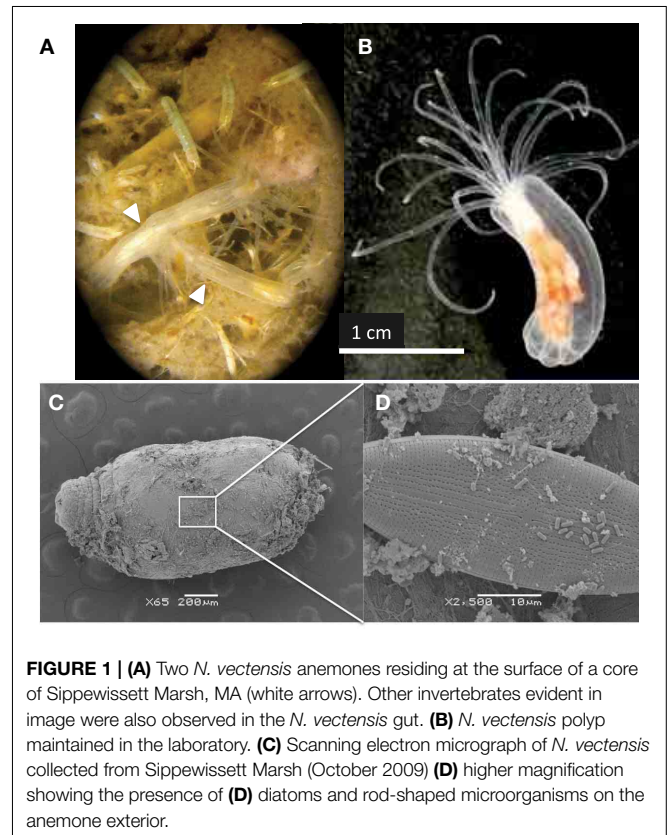 A
B
1 cm
C
D
X65 200μm
X2,500 10μm
FIGURE 1 | (A) Two N. vectensis anemones residing at the surface of a core
of Sippewissett Marsh, MA (white arrows). Other invertebrates evident in
image were also observed in the N. vectensis gut. (B) N. vectensis polyp
maintained in the laboratory. (C) Scanning electron micrograph of N. vectensis
collected from Sippewissett Marsh (October 2009) (D) higher magnification
showing the presence of (D) diatoms and rod-shaped microorganisms on the
anemone exterior.